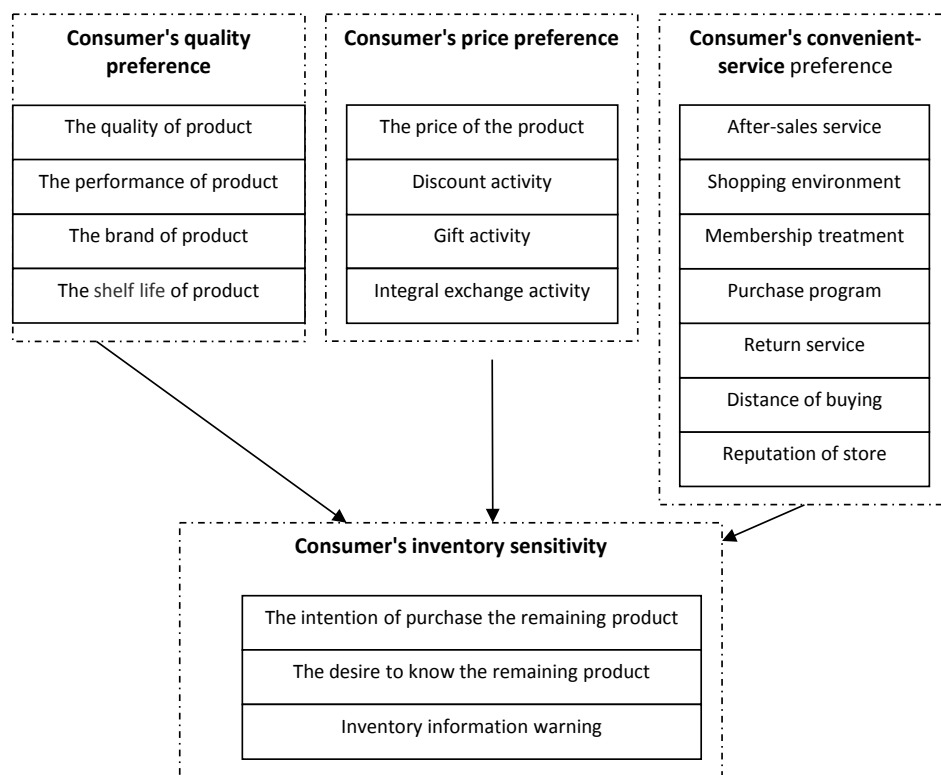 Consumer's quality
preference
The quality of product
The performance of product
The brand of product
The shelf life of product
Consumer's price preference
The price of the product
Discount activity
Gift activity
Integral exchange activity
Consumer's convenient-
service preference
After-sales service
Shopping environment
Membership treatment
Purchase program
Return service
Distance of buying
Reputation of store
Consumer's inventory sensitivity
The intention of purchase the remaining product
The desire to know the remaining product
Inventory information warning